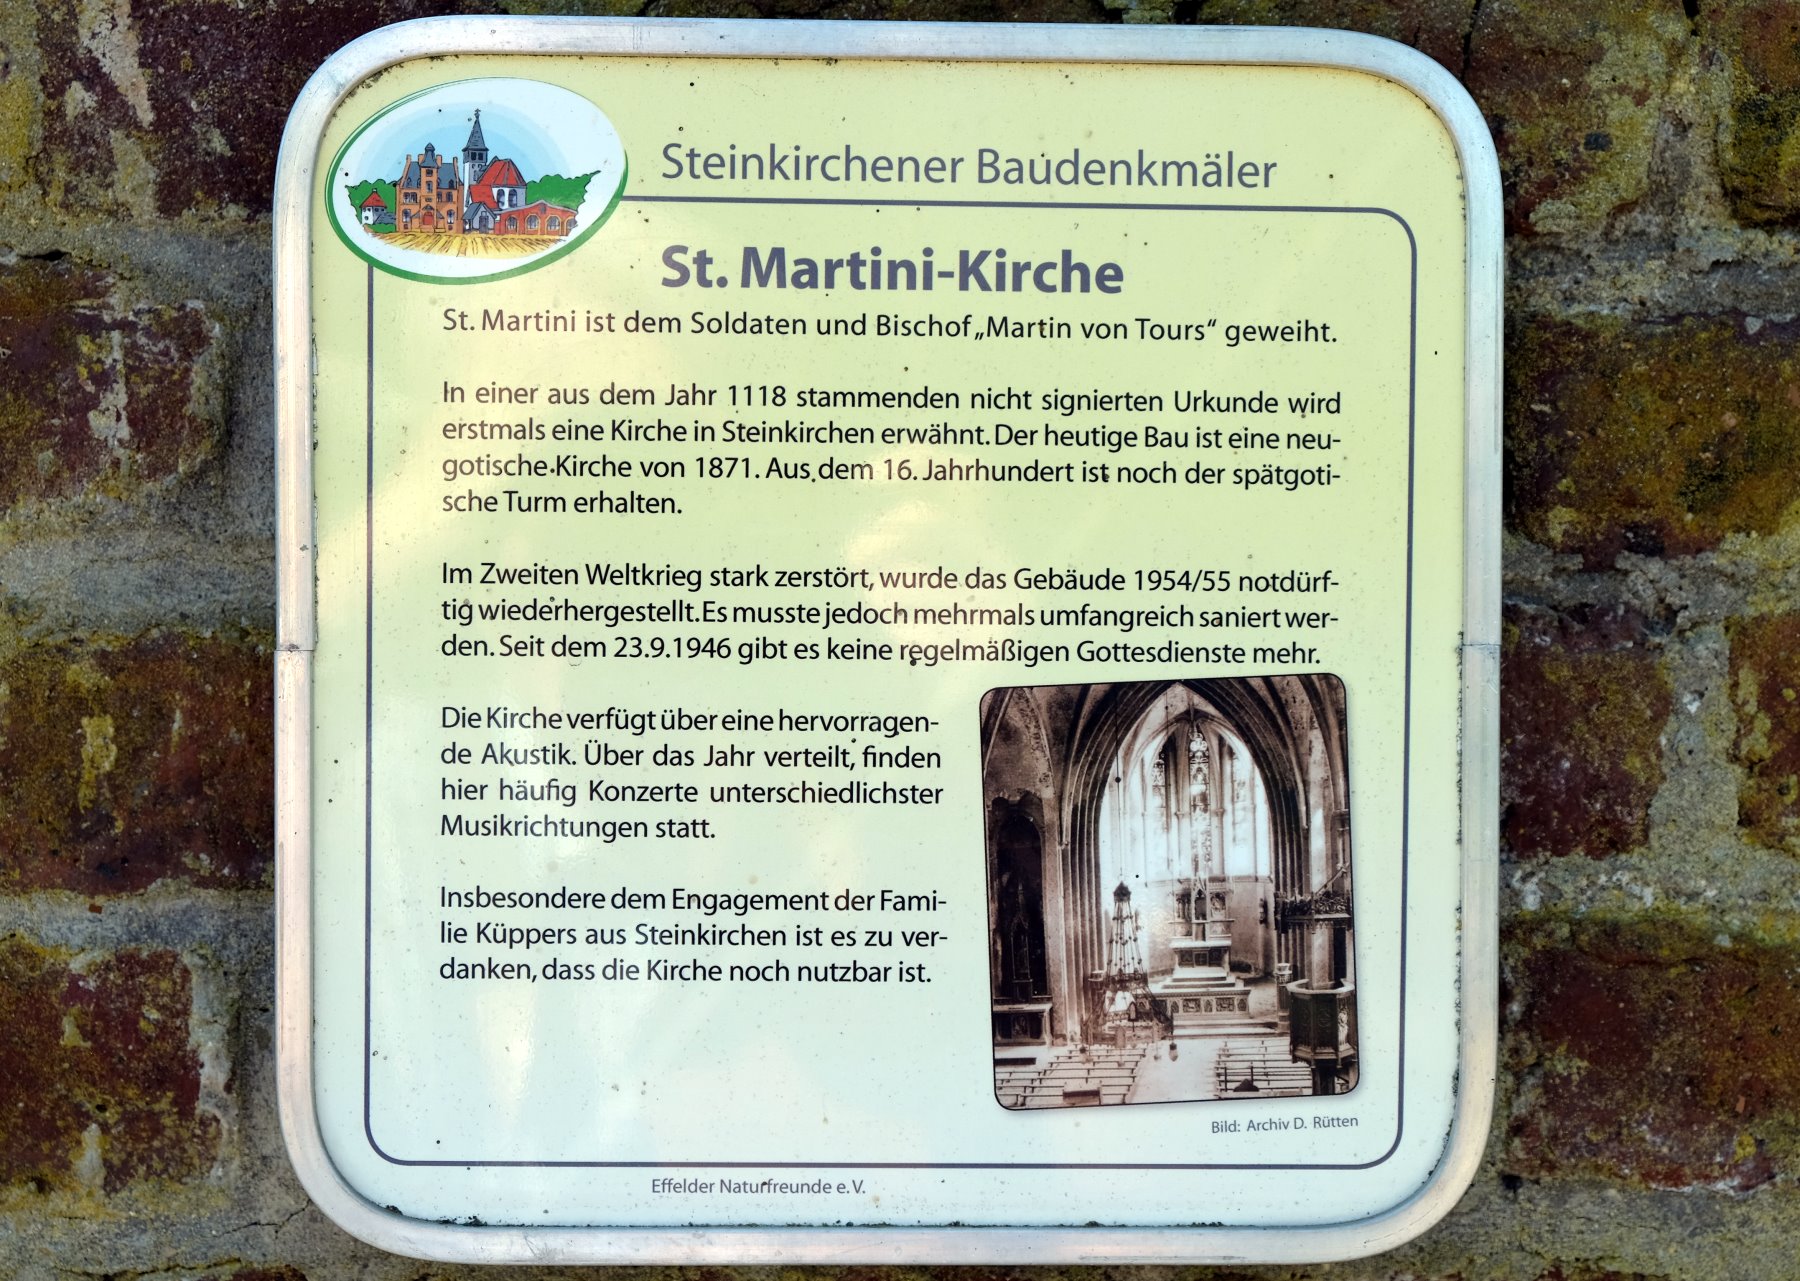 Steinkirchener Baudenkmäler
St. Martini-Kirche
St. Martini ist dem Soldaten und Bischof „Martin von Tours“ geweiht.
In einer aus dem Jahr 1118 stammenden nicht signierten Urkunde wird
erstmals eine Kirche in Steinkirchen erwähnt. Der heutige Bau ist eine neu-
gotische Kirche von 1871. Aus dem 16. Jahrhundert ist noch der spätgoti-
sche Turm erhalten.
Im Zweiten Weltkrieg stark zerstört, wurde das Gebäude 1954/55 notdürf-
tig wiederhergestellt. Es musste jedoch mehrmals umfangreich saniert wer-
den. Seit dem 23.9.1946 gibt es keine regelmäßigen Gottesdienste mehr.
Die Kirche verfügt über eine hervorragen-
de Akustik. Über das Jahr verteilt, finden
hier häufig Konzerte unterschiedlichster
Musikrichtungen statt.
Insbesondere dem Engagement der Fami-
lie Küppers aus Steinkirchen ist es zu ver-
danken, dass die Kirche noch nutzbar ist.
Bild: Archiv D. Rütten
Effelder Naturfreunde e.V.